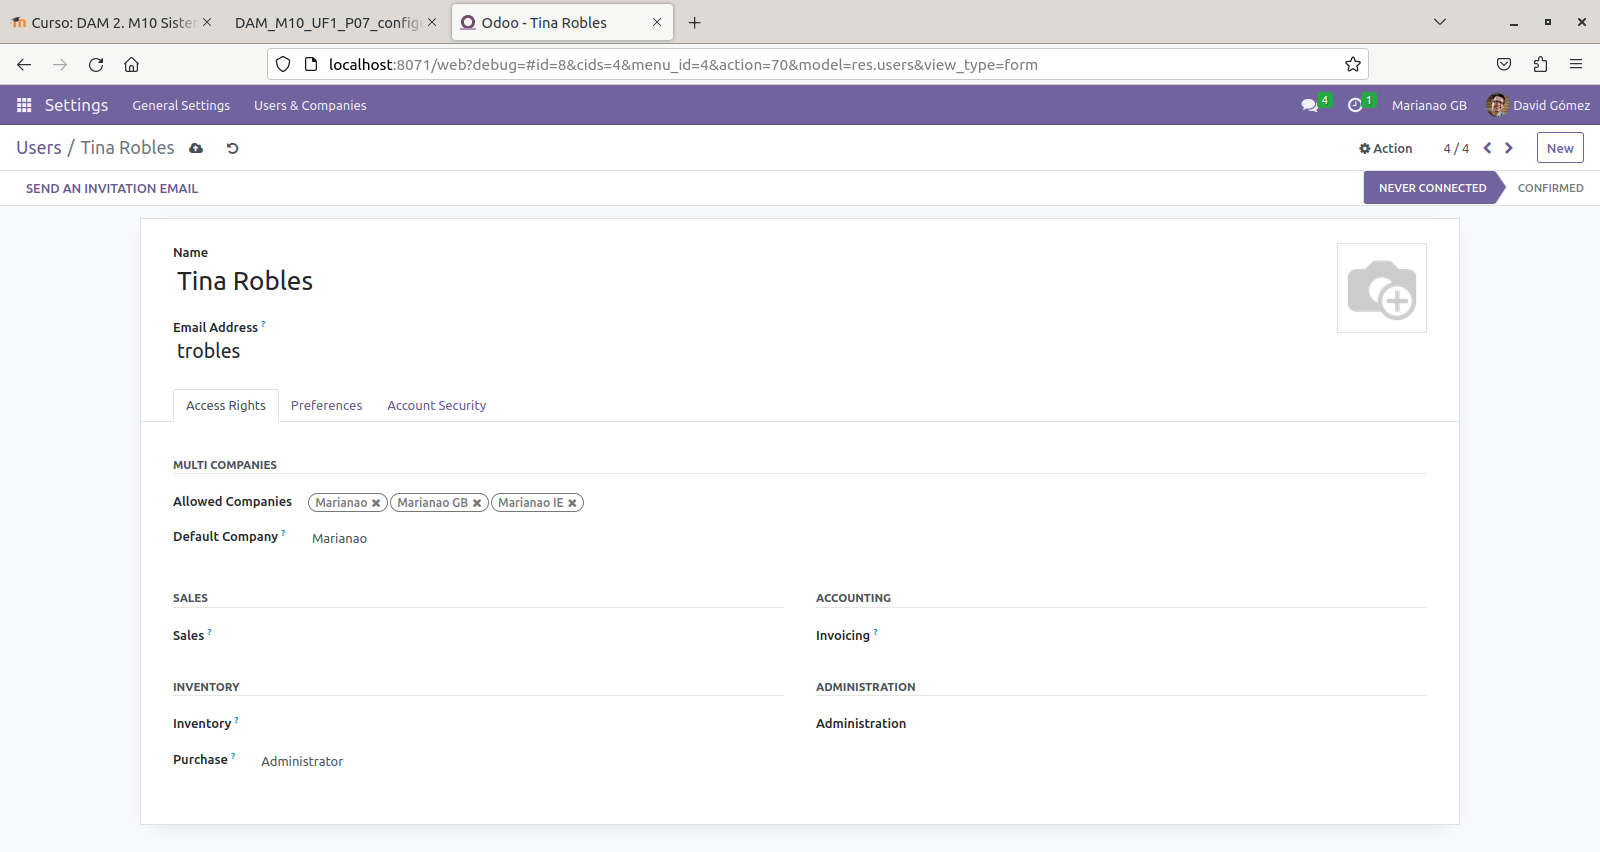 Curso: DAM 2. M10 Sister
DAM_M10_UF1_P07_config
Odoo - Tina Robles
localhost:8071/web?debug=#id=8&cids=4&menu_id=4&action=70&model=res.users&view_type=form
Settings General Settings Users & Companies 4 1 Marianao GB David Gómez
Users / Tina Robles Action 4 / 4 New
SEND AN INVITATION EMAIL NEVER CONNECTED CONFIRMED
Name
Tina Robles
Email Address ?
trobles
Access Rights Preferences Account Security
MULTI COMPANIES
Allowed Companies Marianao Marianao GB Marianao IE
Default Company ? Marianao
SALES
Sales ?
ACCOUNTING
Invoicing ?
INVENTORY
Inventory ?
Purchase ? Administrator
ADMINISTRATION
Administration